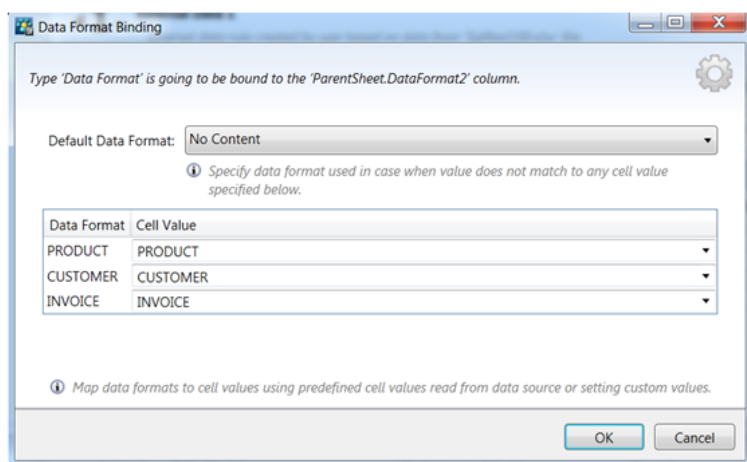 Data Format Binding
Type 'Data Format' is going to be bound to the 'ParentSheet.DataFormat2' column.
Default Data Format: No Content
Specify data format used in case when value does not match to any cell value
specified below.
Data Format Cell Value
PRODUCT PRODUCT
CUSTOMER CUSTOMER
INVOICE INVOICE
Map data formats to cell values using predefined cell values read from data source or setting custom values.
OK Cancel